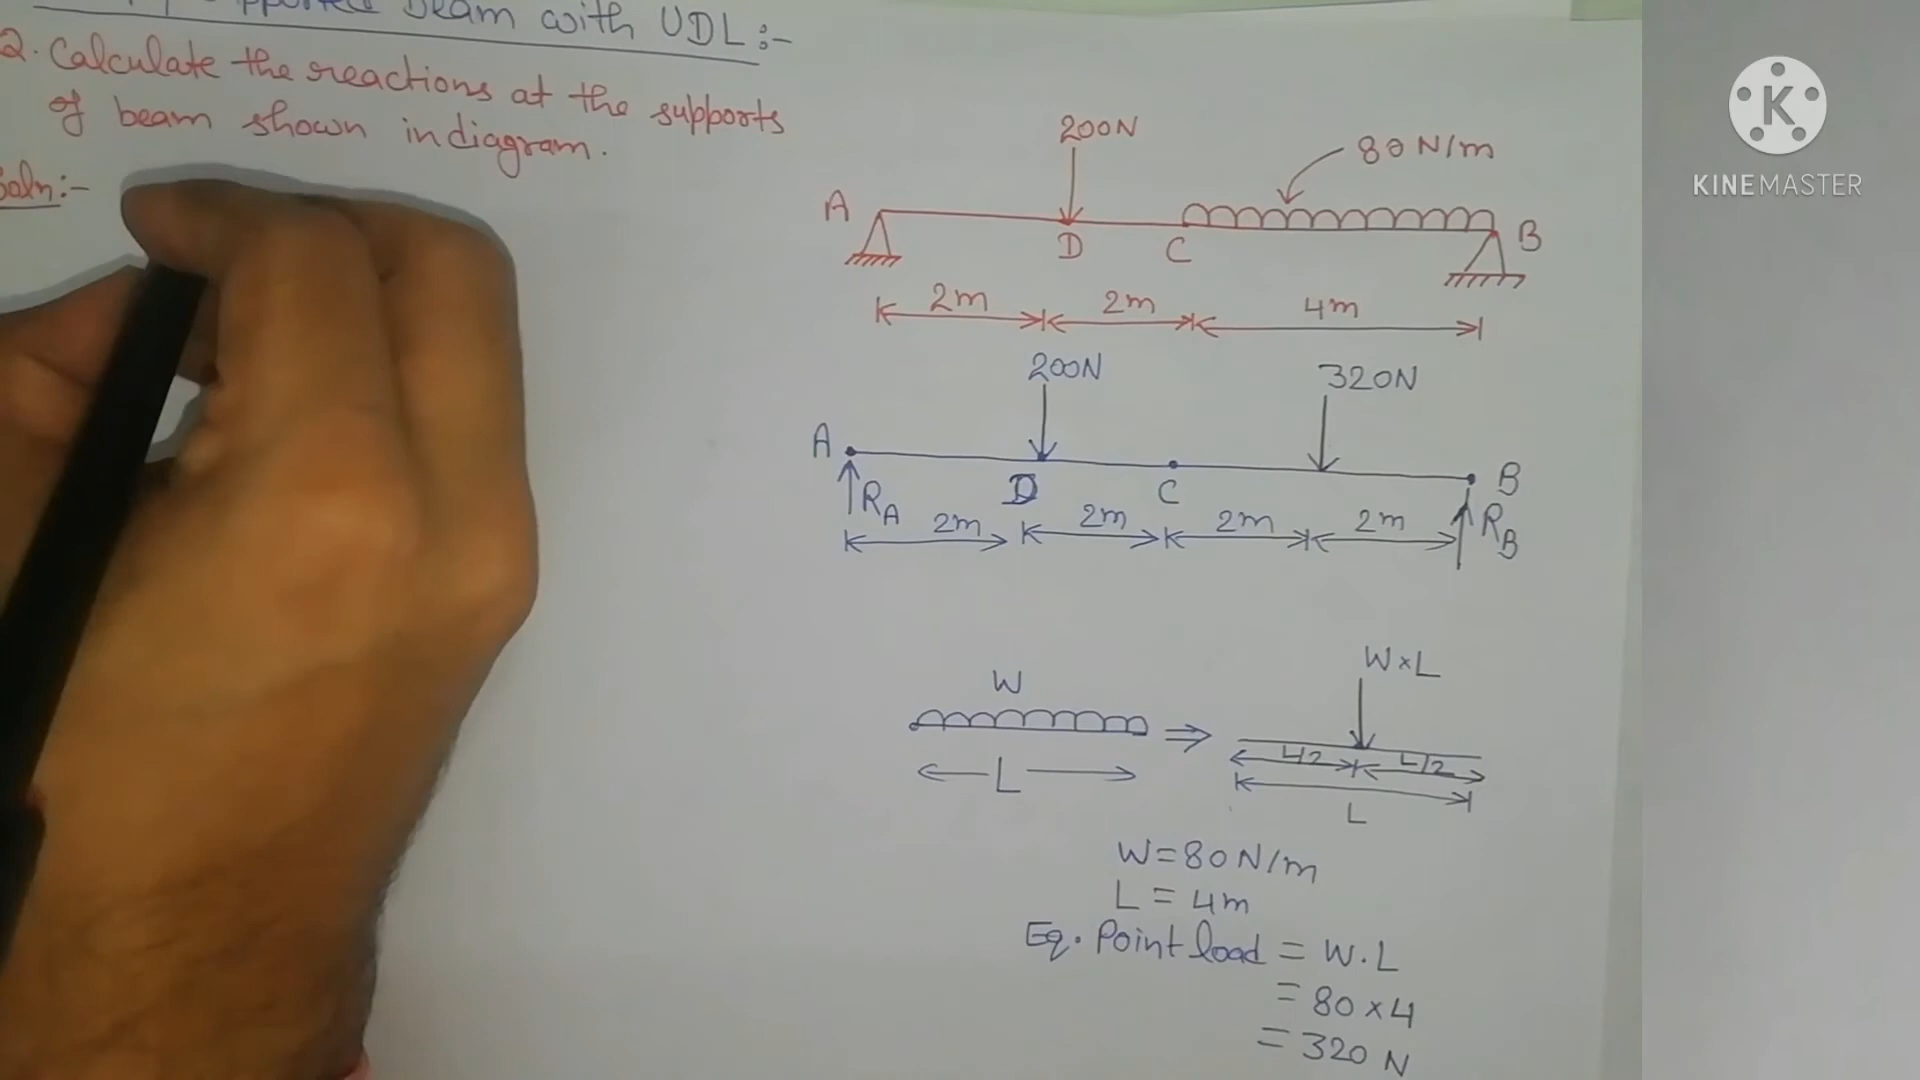 Beam with UDL:-
2. Calculate the reactions at the supports
of beam shown in diagram.
Soln:-
200N
80 N/m
A
D
C
B
2m
2m
4m
200N
320N
A
D
C
B
RA
RB
2m
2m
2m
2m
W
L
W×L
L/2
L/2
L
W=80N/m
L = 4m
Eq. Point load = W.L
= 80×4
= 320 N
K
KINEMASTER